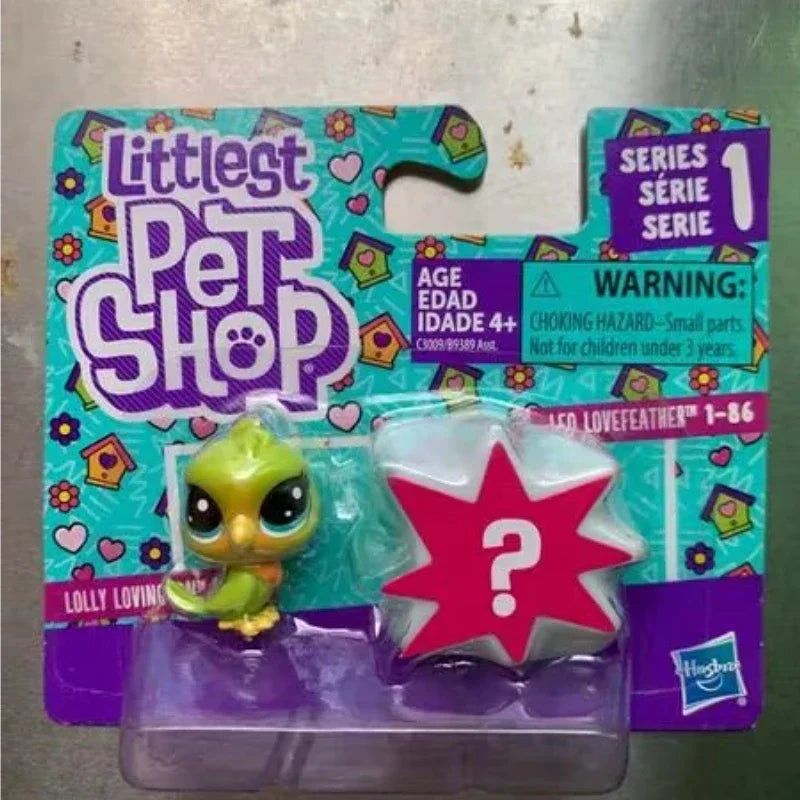 Littlest
Pet
Shop
SERIES
SÉRIE
SERIE
1
AGE
EDAD
IDADE 4+
C3009/B9389 Asst.
⚠ WARNING:
CHOKING HAZARD–Small parts.
Not for children under 3 years.
LEO LOVEFEATHER™ 1-86
?
LOLLY LOVING
Hasbro
®